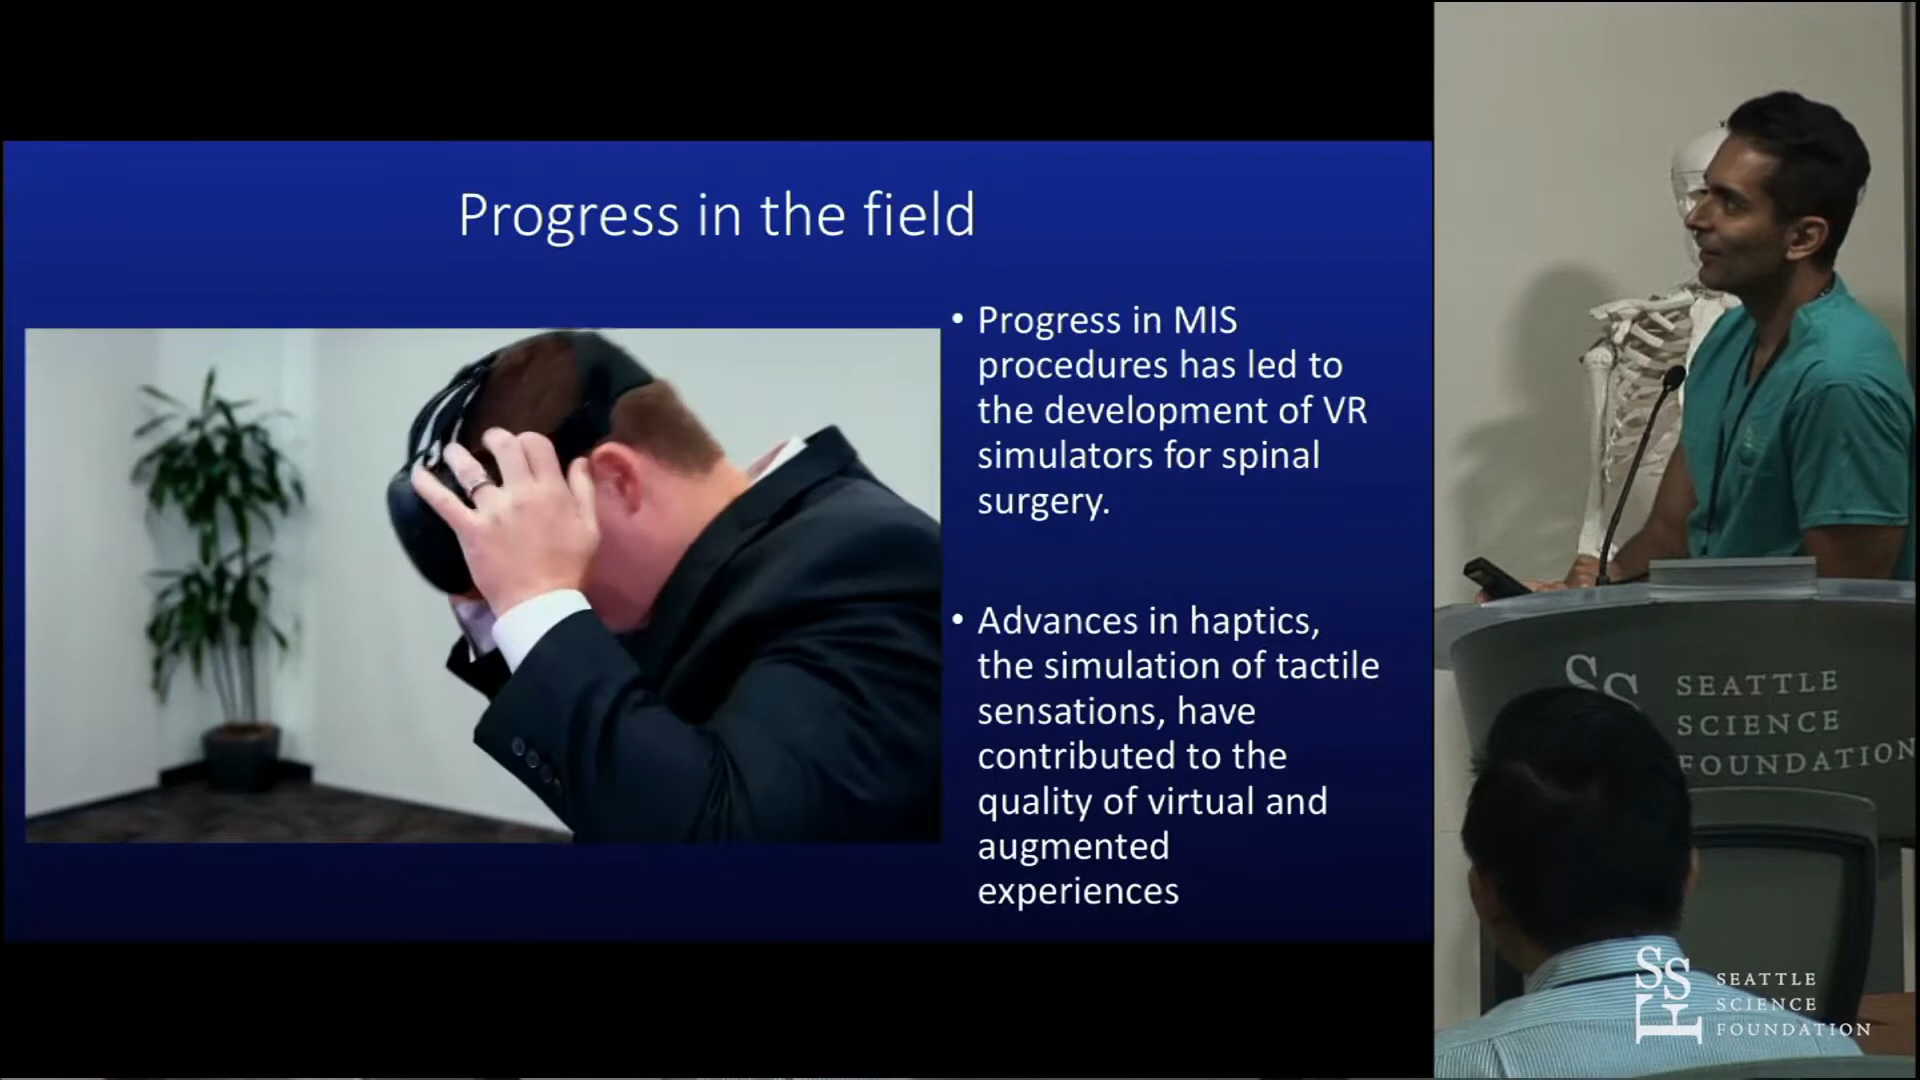 Progress in the field
• Progress in MIS
procedures has led to
the development of VR
simulators for spinal
surgery.
• Advances in haptics,
the simulation of tactile
sensations, have
contributed to the
quality of virtual and
augmented
experiences
SS
SEATTLE
SCIENCE
FOUNDATION
SSF
SEATTLE
SCIENCE
FOUNDATION